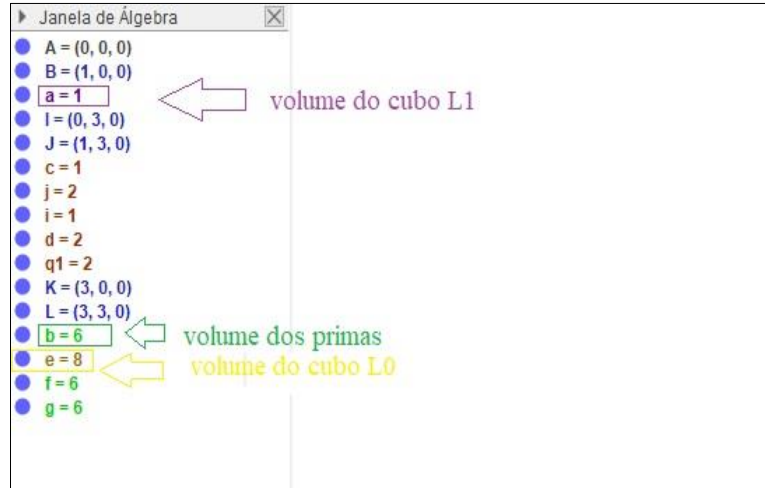 Janela de Álgebra
A = (0, 0, 0)
B = (1, 0, 0)
a = 1
volume do cubo L1
I = (0, 3, 0)
J = (1, 3, 0)
c = 1
j = 2
i = 1
d = 2
q1 = 2
K = (3, 0, 0)
L = (3, 3, 0)
b = 6
volume dos primas
e = 8
volume do cubo L0
f = 6
g = 6